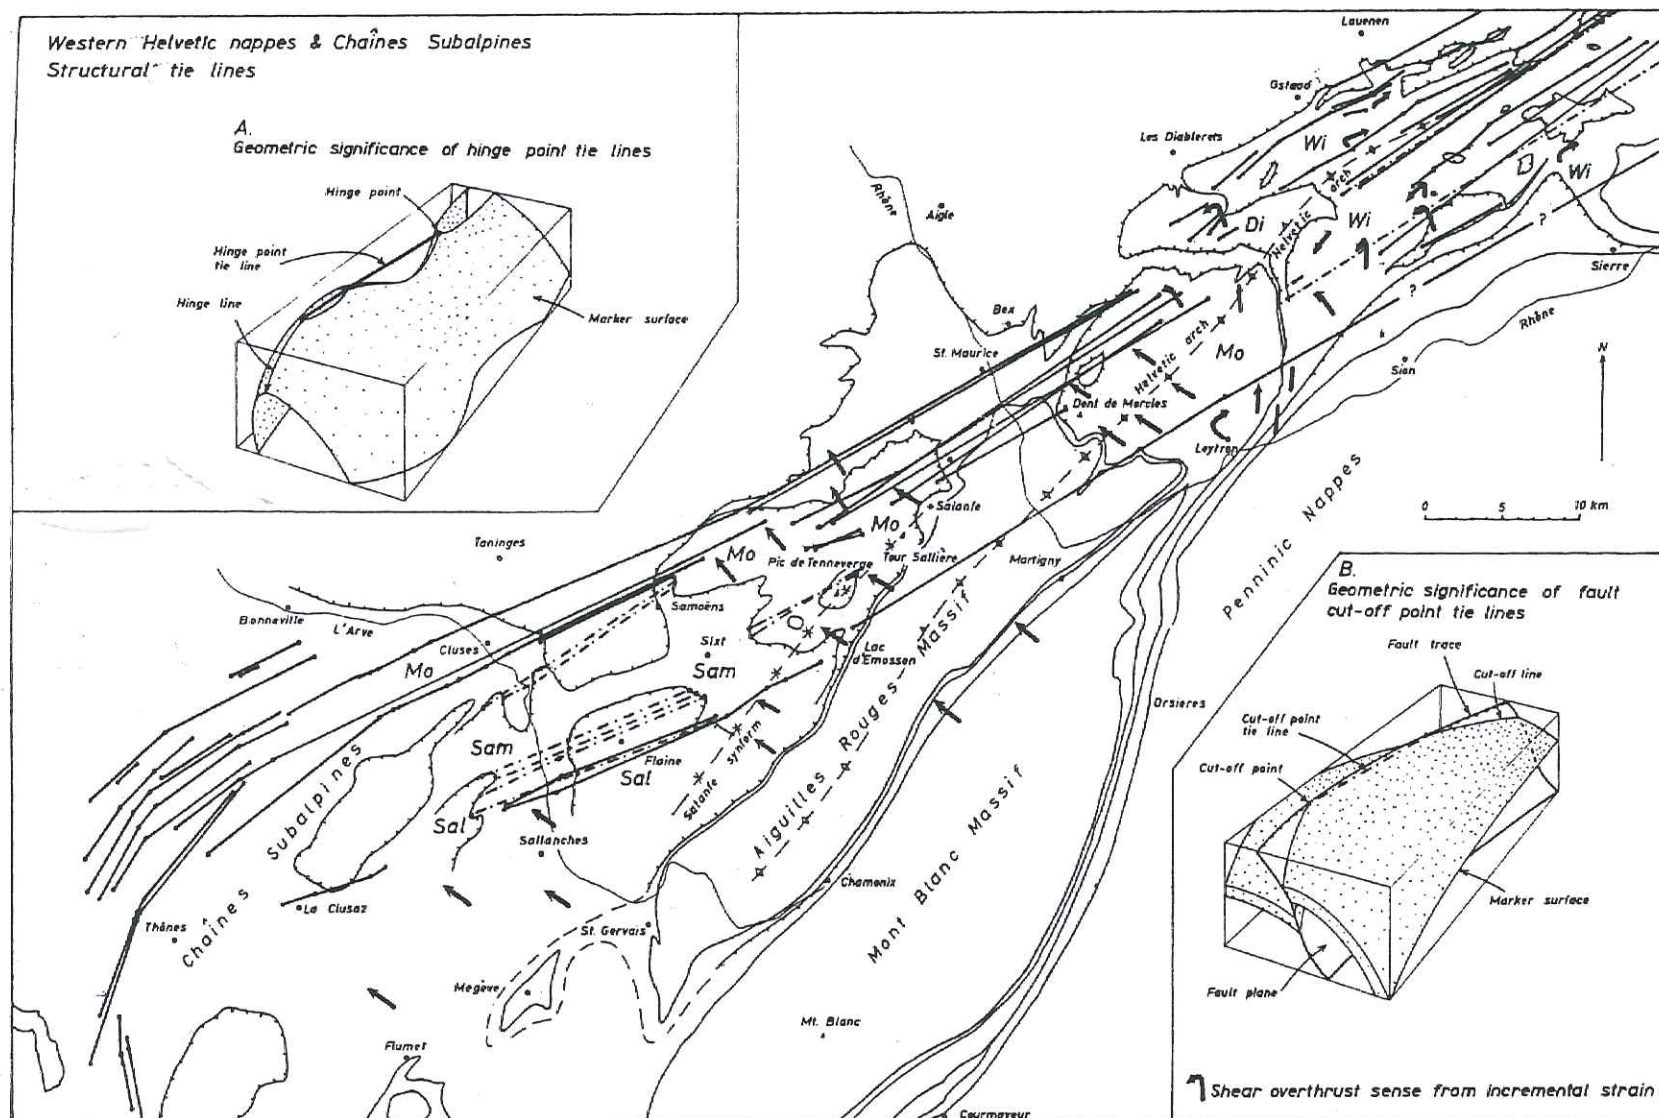 Western Helvetic nappes & Chaînes Subalpines
Structural tie lines
A.
Geometric significance of hinge point tie lines
Hinge point
Hinge point
tie line
Hinge line
Marker surface
Lauenen
Gstaad
Les Diablerets
Wi
Wi
Wi
Di
Helvetic arch
Rhône
Aigle
Sierre
?
?
Rhône
Bex
St. Maurice
Helvetic arch
Mo
Sion
N
Dent de Morcles
Leytron
0 5 10 km
Penninic Nappes
Salanfe
Mo
Taninges
Mo
Pic de Tenneverge
Tour Sallière
Martigny
Samoëns
Bonneville
L'Arve
Cluses
Sixt
Lac
d'Emosson
Mo
Sam
Sam
Orsieres
Flaine
Sal
Salanfe synform
Aiguilles Rouges Massif
Sal
Sallanches
Chaînes Subalpines
Mont Blanc Massif
Chamonix
La Clusaz
Thônes
St. Gervais
Megève
Mt. Blanc
Flumet
Courmayeur
B.
Geometric significance of fault
cut-off point tie lines
Fault trace
Cut-off line
Cut-off point
tie line
Cut-off point
Marker surface
Fault plane
Shear overthrust sense from incremental strain